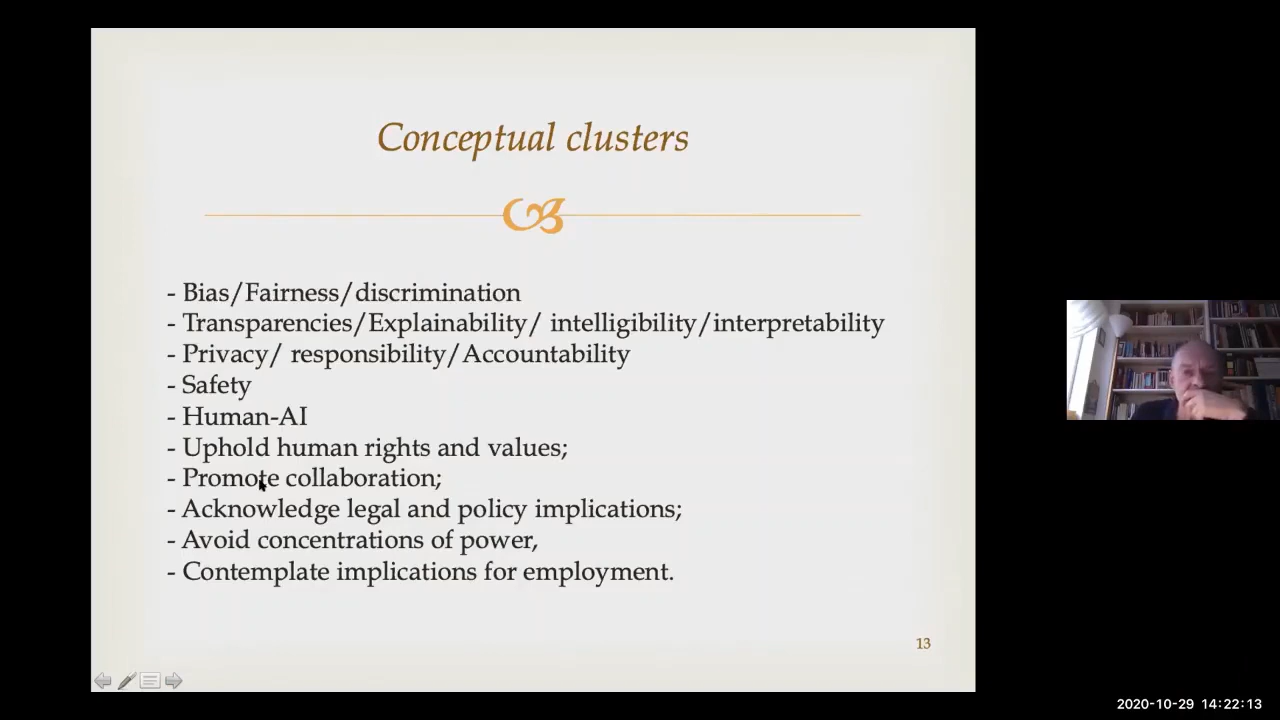 Conceptual clusters
- Bias/Fairness/discrimination
- Transparencies/Explainability/ intelligibility/interpretability
- Privacy/ responsibility/Accountability
- Safety
- Human-AI
- Uphold human rights and values;
- Promote collaboration;
- Acknowledge legal and policy implications;
- Avoid concentrations of power,
- Contemplate implications for employment.
13
2020-10-29 14:22:13